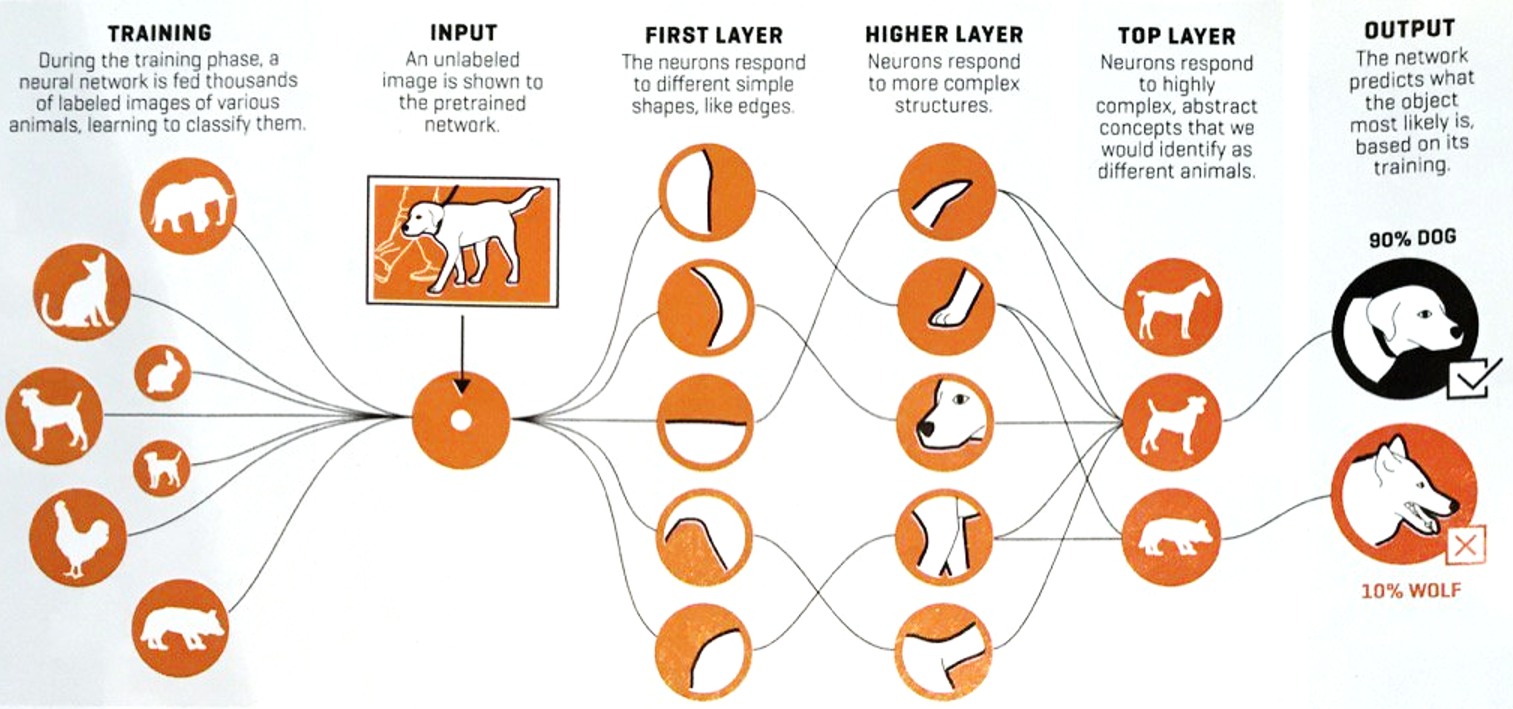 TRAINING
During the training phase, a
neural network is fed thousands
of labeled images of various
animals, learning to classify them.
INPUT
An unlabeled
image is shown to
the pretrained
network.
FIRST LAYER
The neurons respond
to different simple
shapes, like edges.
HIGHER LAYER
Neurons respond
to more complex
structures.
TOP LAYER
Neurons respond
to highly
complex, abstract
concepts that we
would identify as
different animals.
OUTPUT
The network
predicts what
the object
most likely is,
based on its
training.
90% DOG
10% WOLF